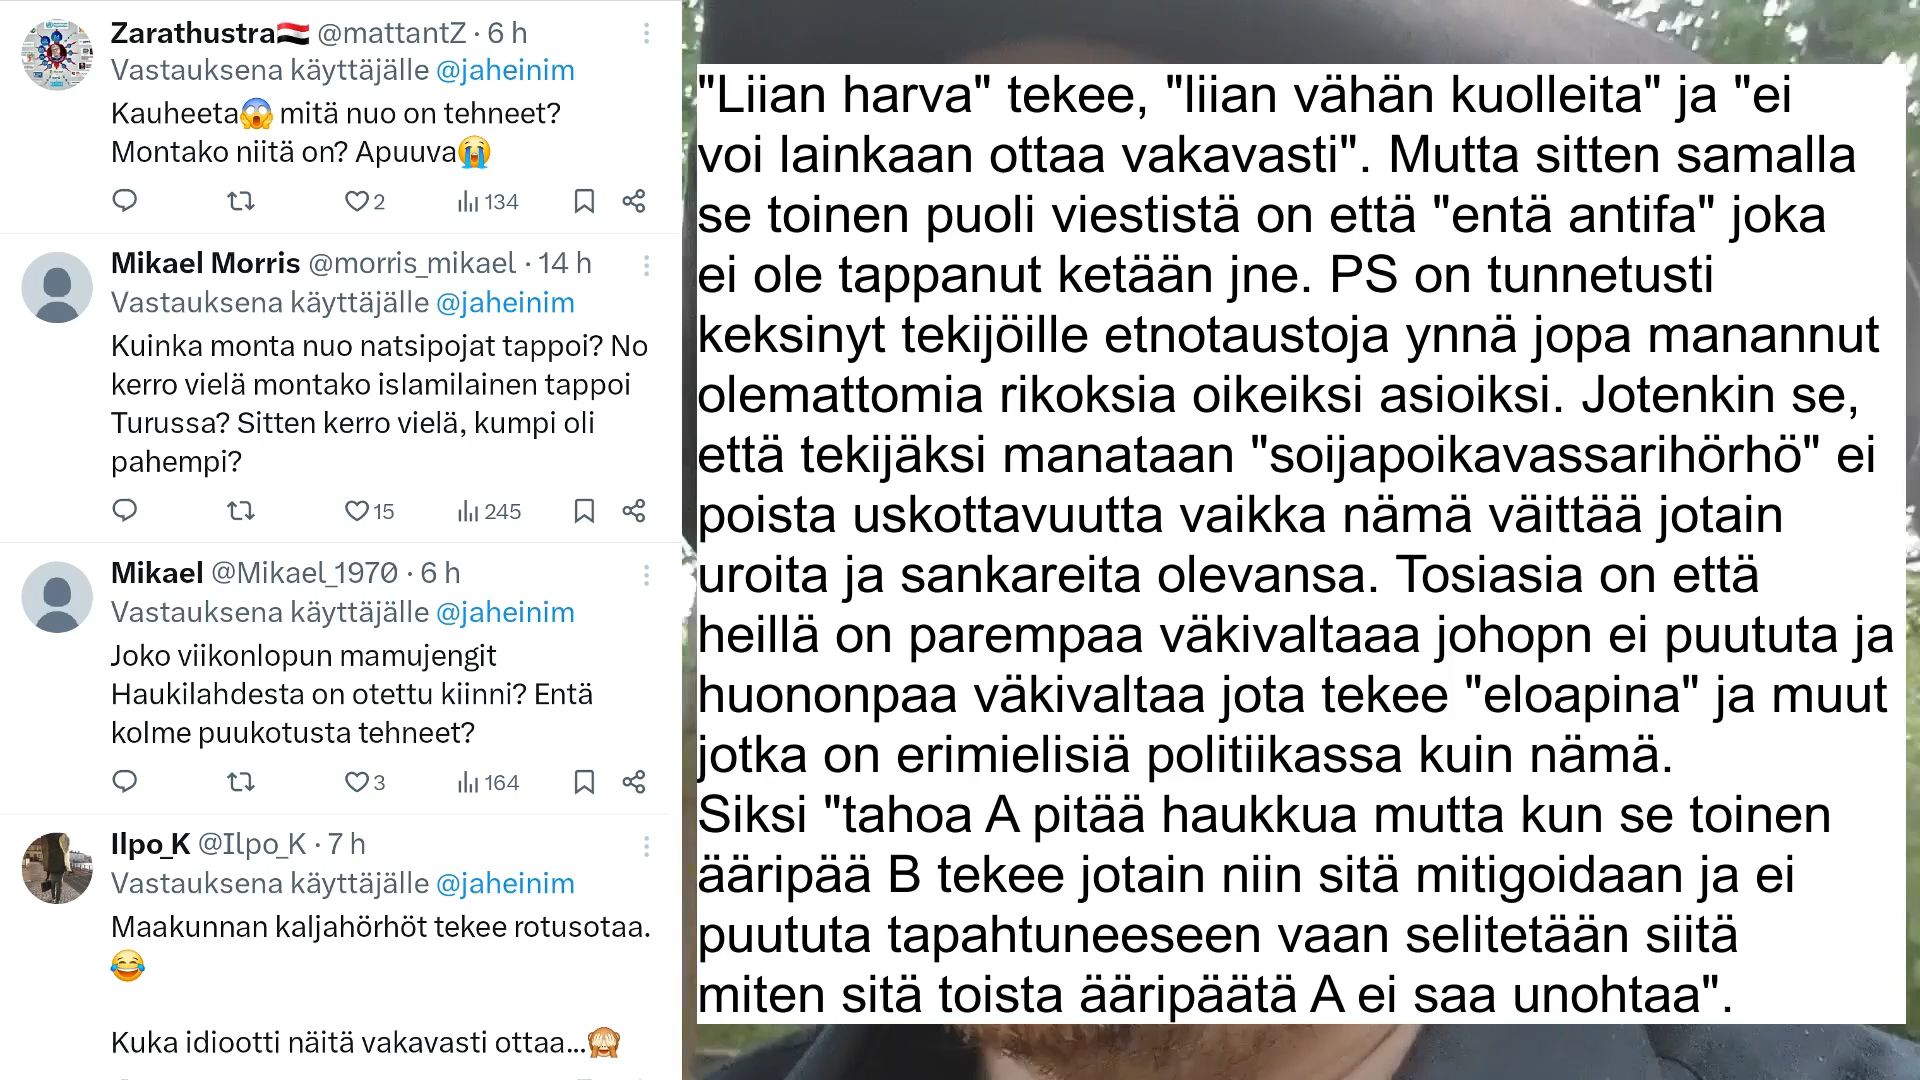 Zarathustra @mattantZ · 6 h
Vastauksena käyttäjälle @jaheinim
Kauheeta😱 mitä nuo on tehneet?
Montako niitä on? Apuuva😭
2 134
Mikael Morris @morris_mikael · 14 h
Vastauksena käyttäjälle @jaheinim
Kuinka monta nuo natsipojat tappoi? No
kerro vielä montako islamilainen tappoi
Turussa? Sitten kerro vielä, kumpi oli
pahempi?
15 245
Mikael @Mikael_1970 · 6 h
Vastauksena käyttäjälle @jaheinim
Joko viikonlopun mamujengit
Haukilahdesta on otettu kiinni? Entä
kolme puukotusta tehneet?
3 164
Ilpo_K @Ilpo_K · 7 h
Vastauksena käyttäjälle @jaheinim
Maakunnan kaljahörhöt tekee rotusotaa.
😂
Kuka idiootti näitä vakavasti ottaa...🙈
"Liian harva" tekee, "liian vähän kuolleita" ja "ei
voi lainkaan ottaa vakavasti". Mutta sitten samalla
se toinen puoli viestistä on että "entä antifa" joka
ei ole tappanut ketään jne. PS on tunnetusti
keksinyt tekijöille etnotaustoja ynnä jopa manannut
olemattomia rikoksia oikeiksi asioiksi. Jotenkin se,
että tekijäksi manataan "soijapoikavassarihörhö" ei
poista uskottavuutta vaikka nämä väittää jotain
uroita ja sankareita olevansa. Tosiasia on että
heillä on parempaa väkivaltaaa johopn ei puututa ja
huononpaa väkivaltaa jota tekee "eloapina" ja muut
jotka on erimielisiä politiikassa kuin nämä.
Siksi "tahoa A pitää haukkua mutta kun se toinen
ääripää B tekee jotain niin sitä mitigoidaan ja ei
puututa tapahtuneeseen vaan selitetään siitä
miten sitä toista ääripäätä A ei saa unohtaa".